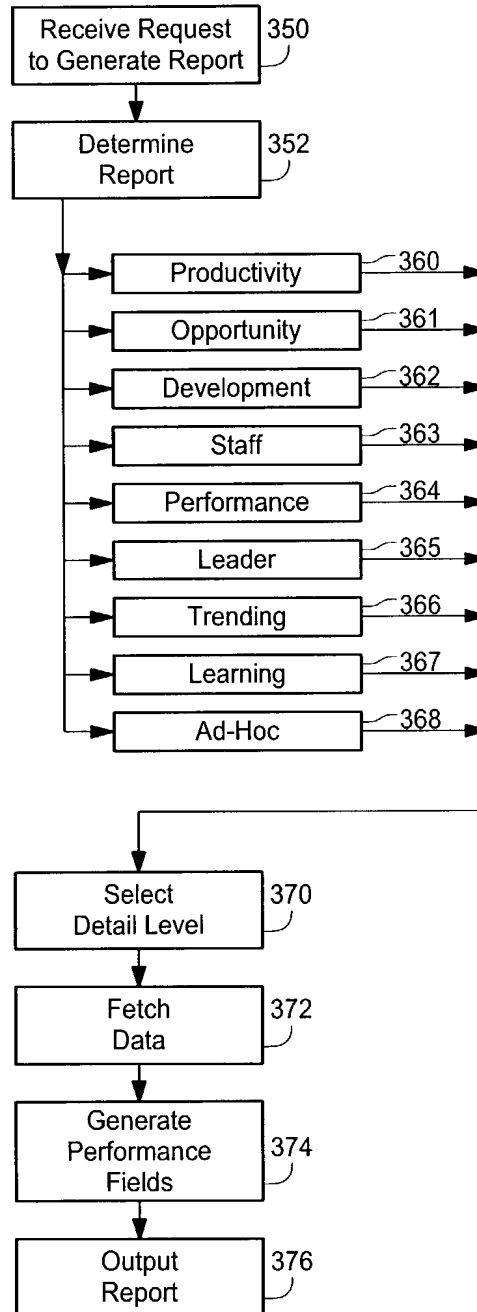 Receive Request
to Generate Report
350
Determine
Report
352
Productivity
360
Opportunity
361
Development
362
Staff
363
Performance
364
Leader
365
Trending
366
Learning
367
Ad-Hoc
368
Select
Detail Level
370
Fetch
Data
372
Generate
Performance
Fields
374
Output
Report
376